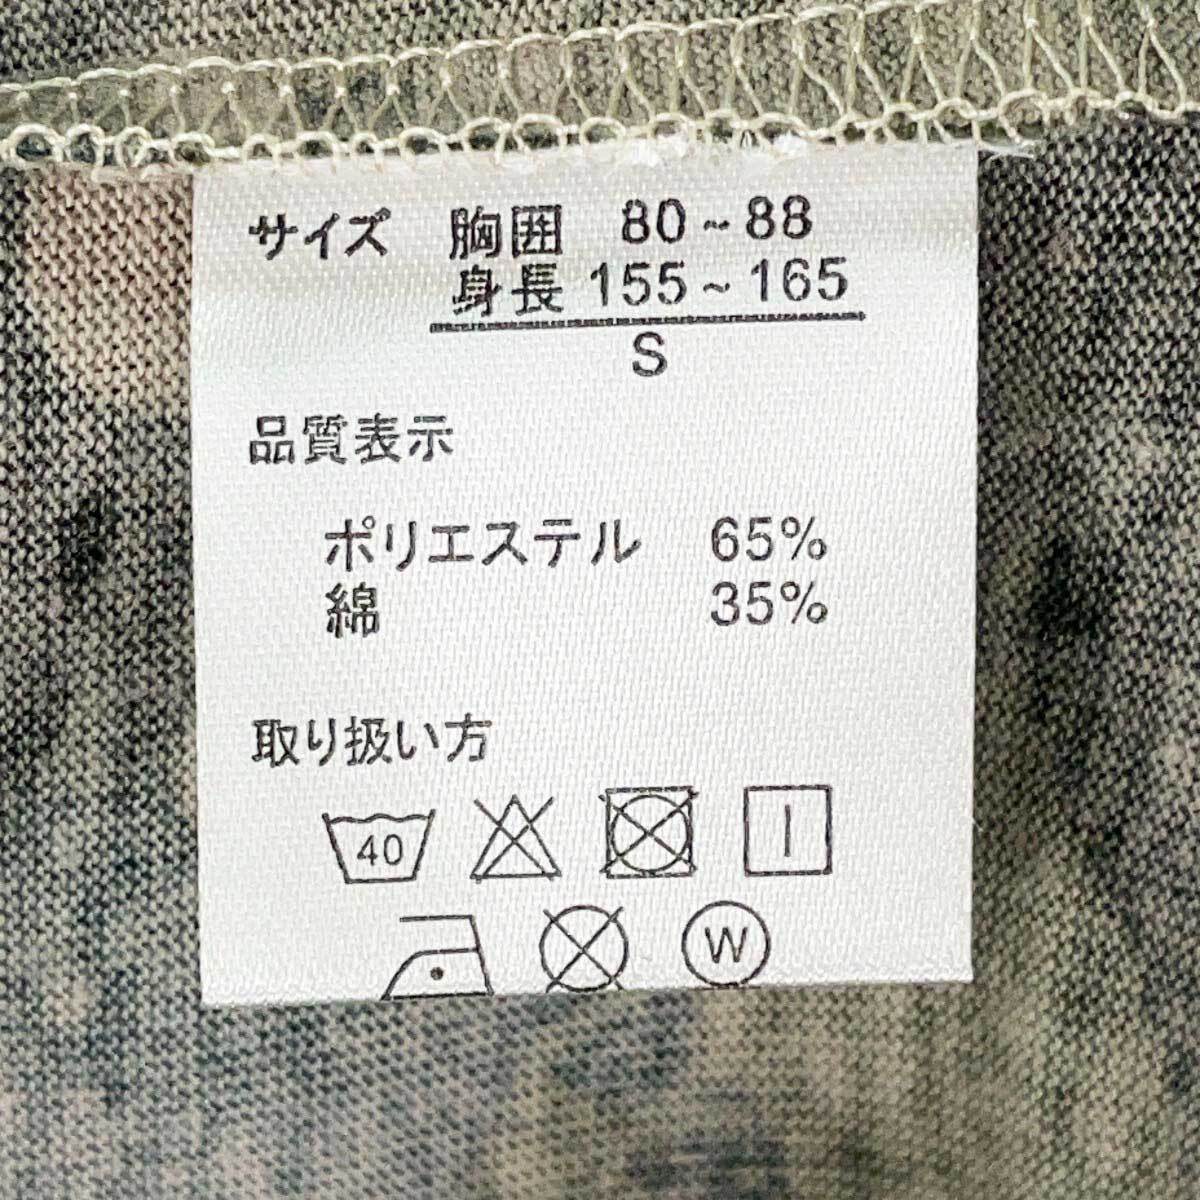 サイズ 胸囲 80～88
身長 155～165
S
品質表示
ポリエステル 65%
綿 35%
取り扱い方
40
W